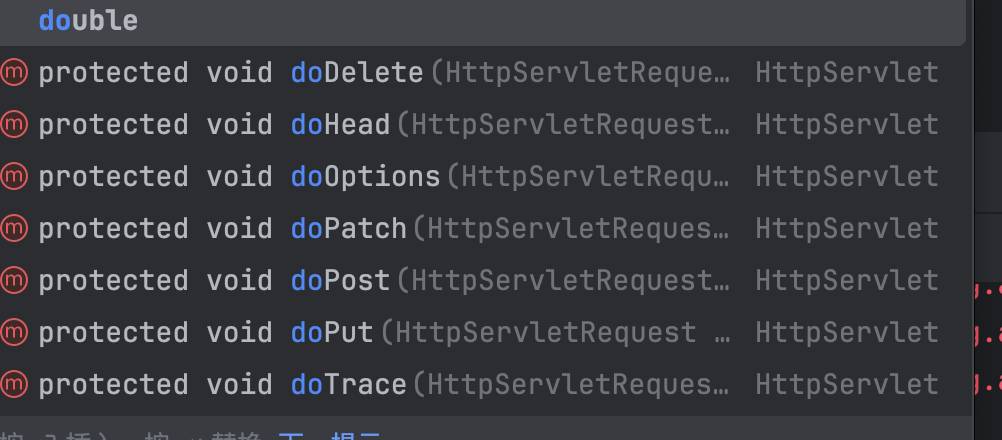 double
protected void doDelete(HttpServletReque… HttpServlet
protected void doHead(HttpServletRequest… HttpServlet
protected void doOptions(HttpServletRequ… HttpServlet
protected void doPatch(HttpServletReques… HttpServlet
protected void doPost(HttpServletRequest… HttpServlet
protected void doPut(HttpServletRequest … HttpServlet
protected void doTrace(HttpServletReques… HttpServlet